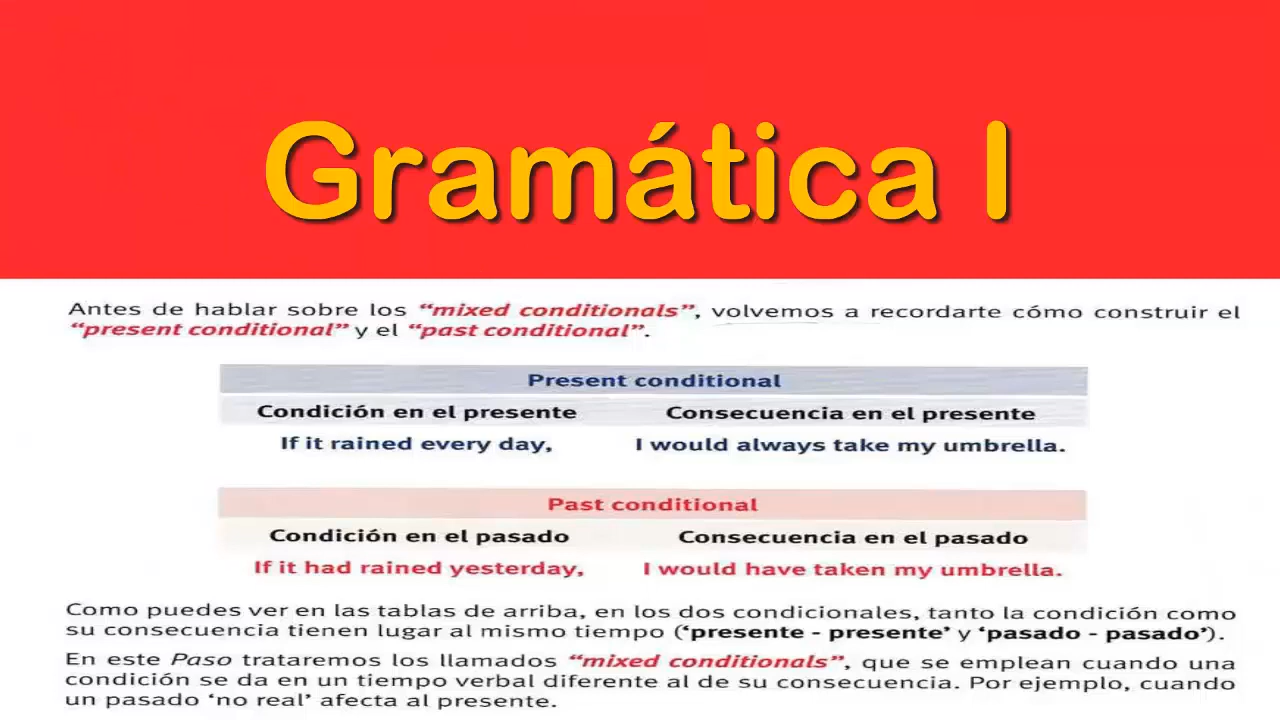 Gramática I
Antes de hablar sobre los “mixed conditionals”, volvemos a recordarte cómo construir el
“present conditional” y el “past conditional”.
Present conditional
Condición en el presente Consecuencia en el presente
If it rained every day, I would always take my umbrella.
Past conditional
Condición en el pasado Consecuencia en el pasado
If it had rained yesterday, I would have taken my umbrella.
Como puedes ver en las tablas de arriba, en los dos condicionales, tanto la condición como
su consecuencia tienen lugar al mismo tiempo (‘presente - presente’ y ‘pasado - pasado’).
En este Paso trataremos los llamados “mixed conditionals”, que se emplean cuando una
condición se da en un tiempo verbal diferente al de su consecuencia. Por ejemplo, cuando
un pasado ‘no real’ afecta al presente.